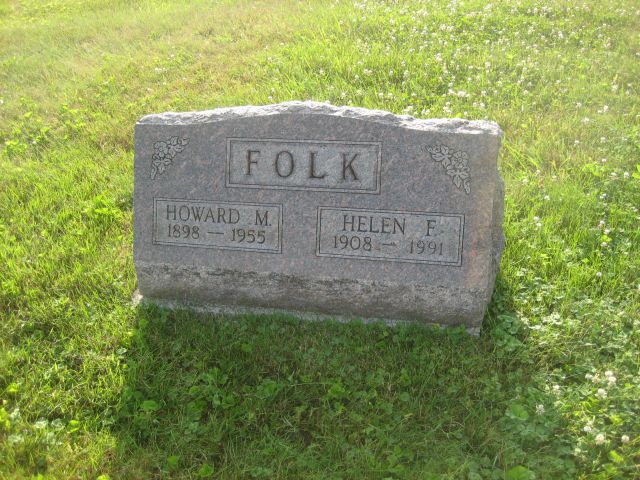 FOLK
HOWARD M.
1898 — 1955
HELEN F.
1908 — 1991